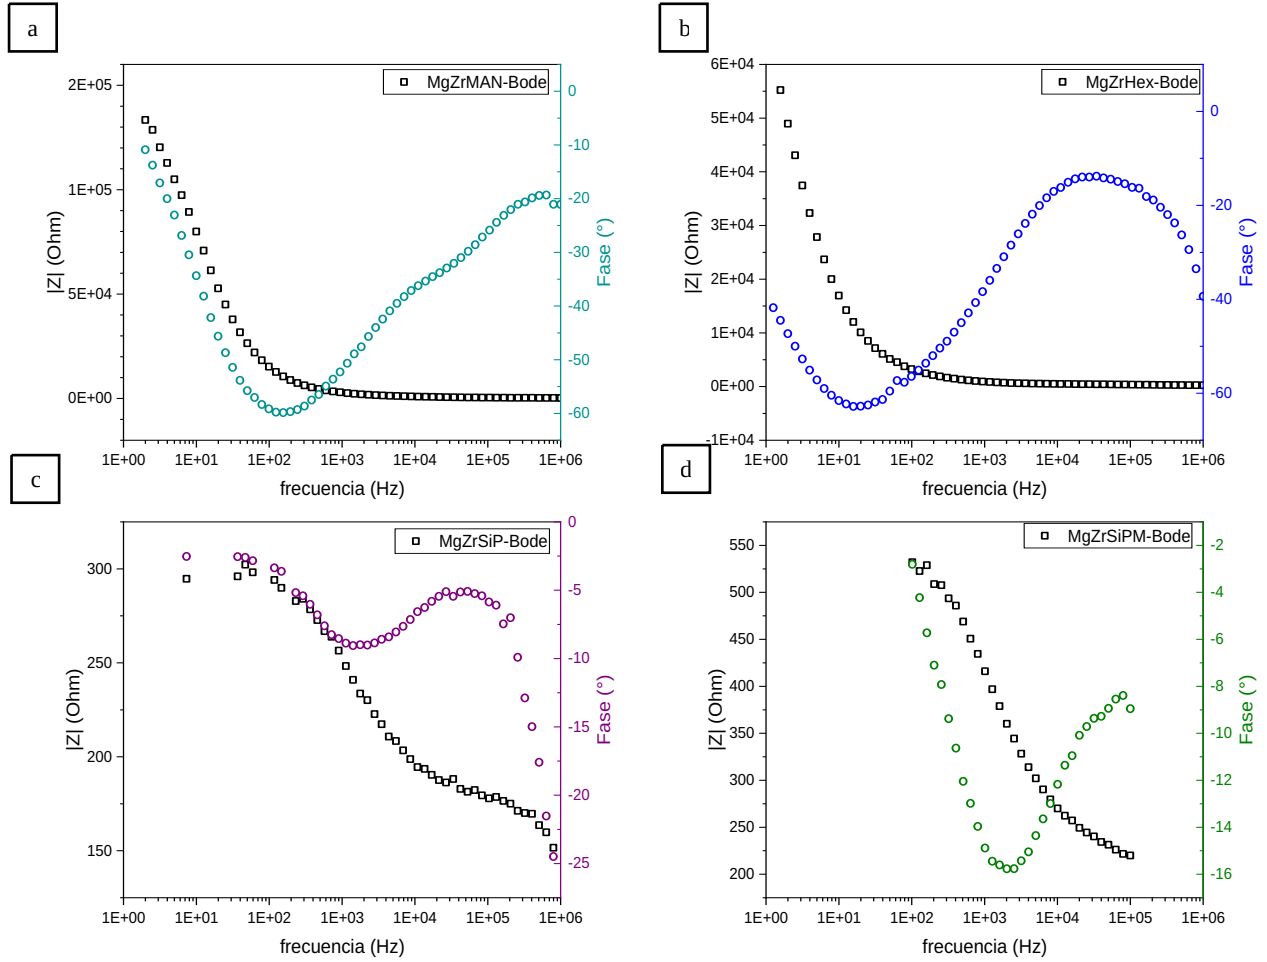 a
b
MgZrMAN-Bode
MgZrHex-Bode
2E+05
1E+05
5E+04
0E+00
|Z| (Ohm)
0
-10
-20
-30
-40
-50
-60
Fase (°)
1E+00 1E+01 1E+02 1E+03 1E+04 1E+05 1E+06
frecuencia (Hz)
6E+04
5E+04
4E+04
3E+04
2E+04
1E+04
0E+00
-1E+04
|Z| (Ohm)
0
-20
-40
-60
Fase (°)
1E+00 1E+01 1E+02 1E+03 1E+04 1E+05 1E+06
frecuencia (Hz)
c
d
MgZrSiP-Bode
MgZrSiPM-Bode
300
250
200
150
|Z| (Ohm)
0
-5
-10
-15
-20
-25
Fase (°)
1E+00 1E+01 1E+02 1E+03 1E+04 1E+05 1E+06
frecuencia (Hz)
550
500
450
400
350
300
250
200
|Z| (Ohm)
-2
-4
-6
-8
-10
-12
-14
-16
Fase (°)
1E+00 1E+01 1E+02 1E+03 1E+04 1E+05 1E+06
frecuencia (Hz)